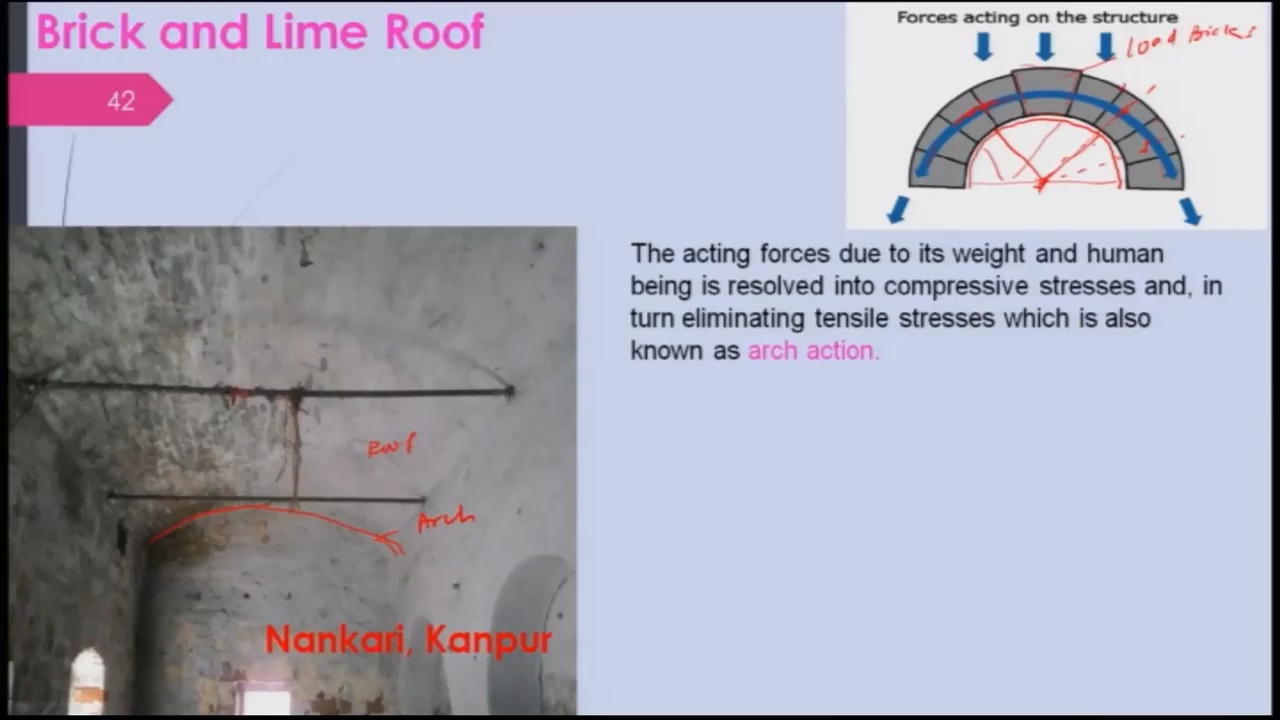 Brick and Lime Roof
42
Forces acting on the structure
Load Bricks
The acting forces due to its weight and human
being is resolved into compressive stresses and, in
turn eliminating tensile stresses which is also
known as arch action.
Roof
Arch
Nankari, Kanpur